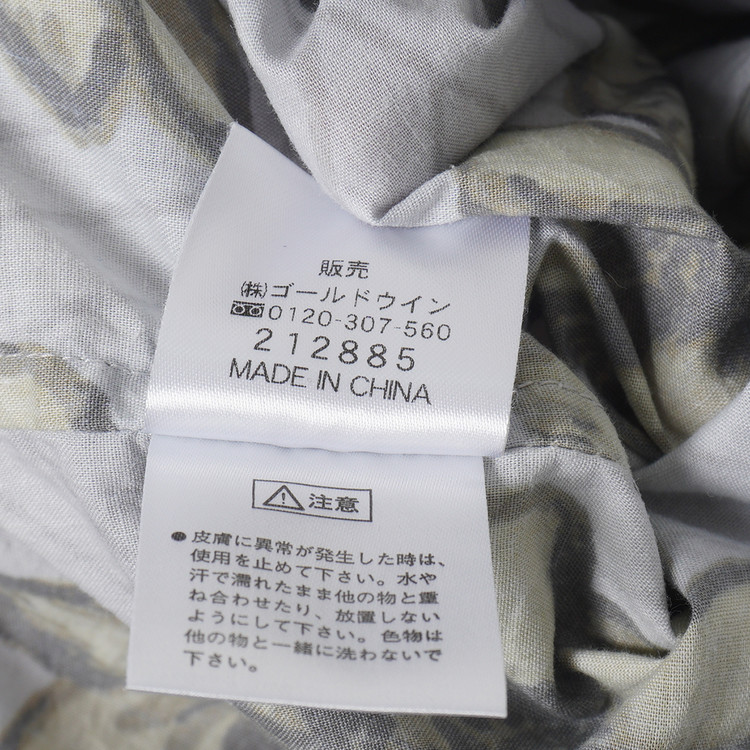 販売
㈱ゴールドウイン
0120-307-560
212885
MADE IN CHINA
注意
●皮膚に異常が発生した時は、
使用を止めて下さい。水や
汗で濡れたまま他の物と重
ね合わせたり、放置しない
ようにして下さい。色物は
他の物と一緒に洗わないで
下さい。